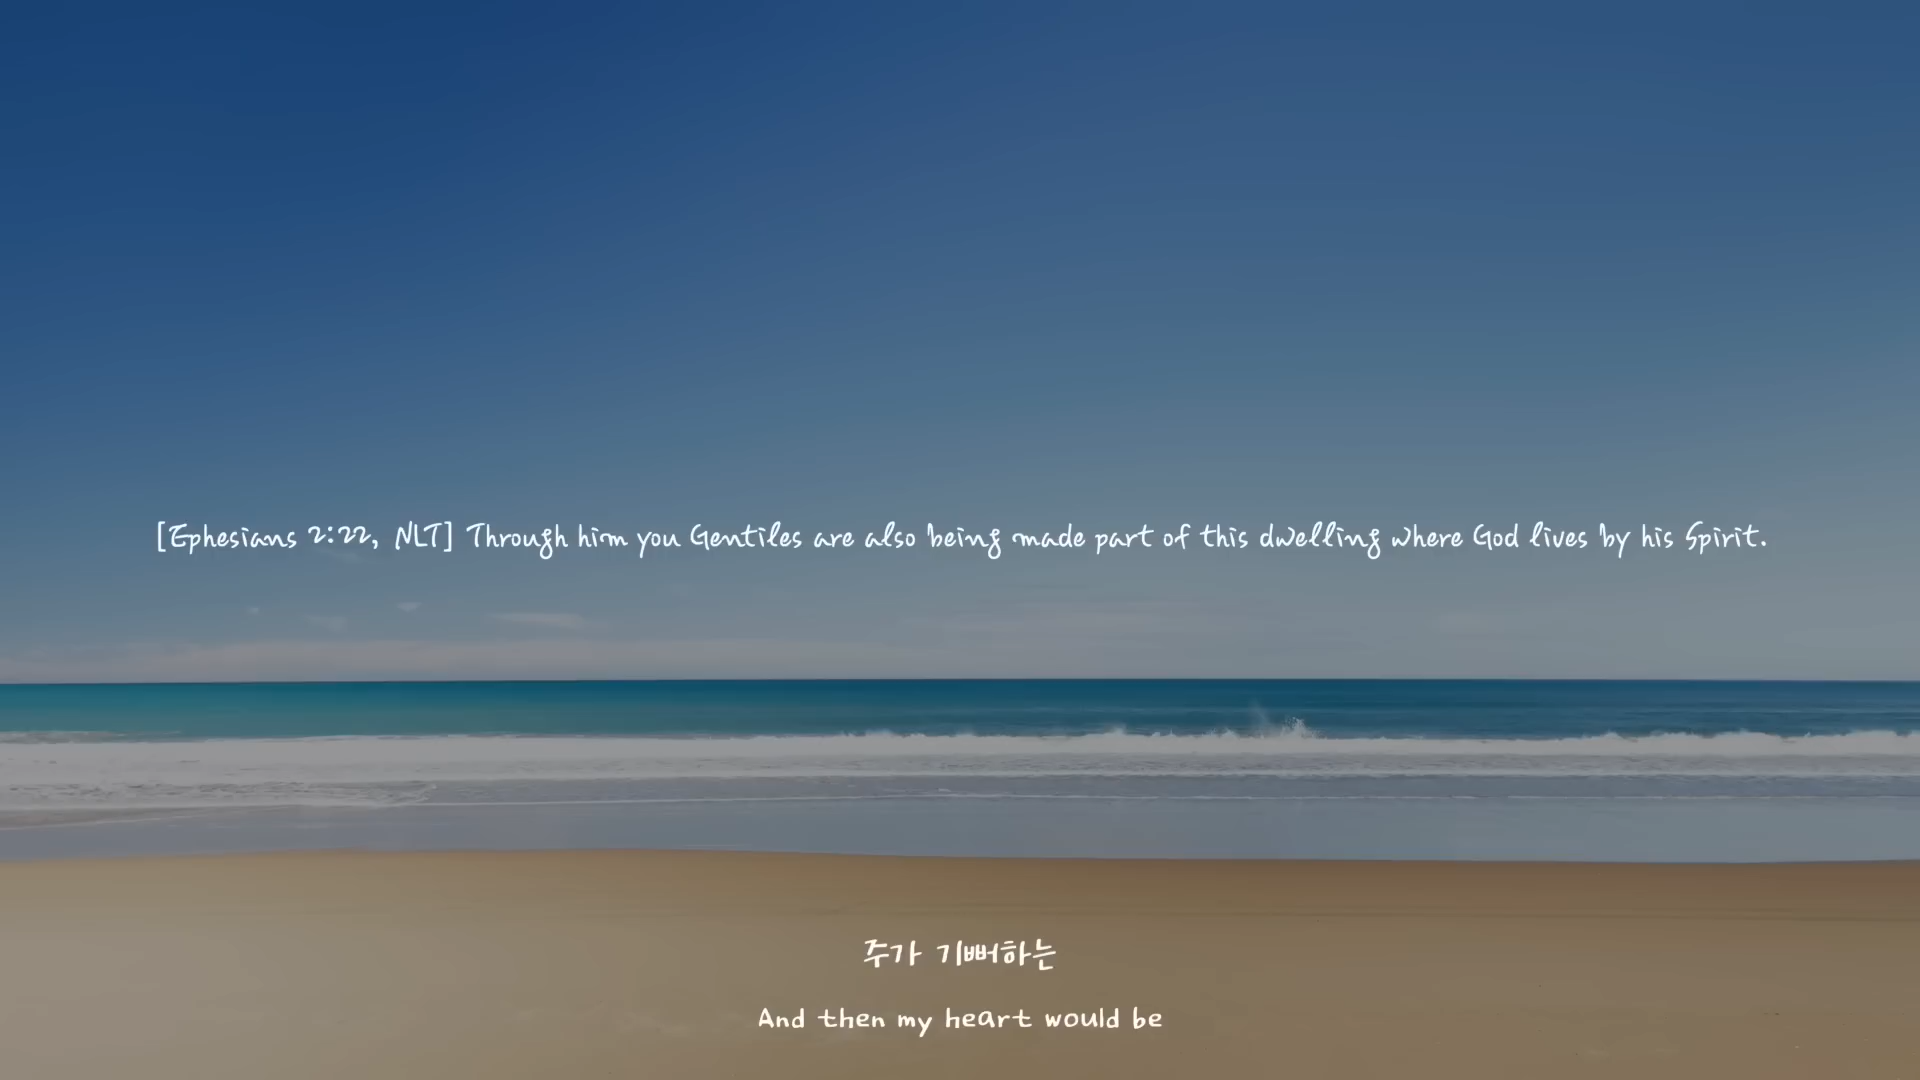 [Ephesians 2:22, NLT] Through him you Gentiles are also being made part of this dwelling where God lives by his Spirit.
주가 기뻐하는
And then my heart would be